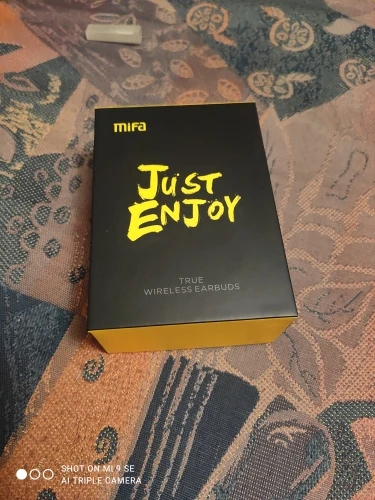 mifa
JUST
ENJOY
TRUE
WIRELESS EARBUDS
SHOT ON MI 9 SE
AI TRIPLE CAMERA